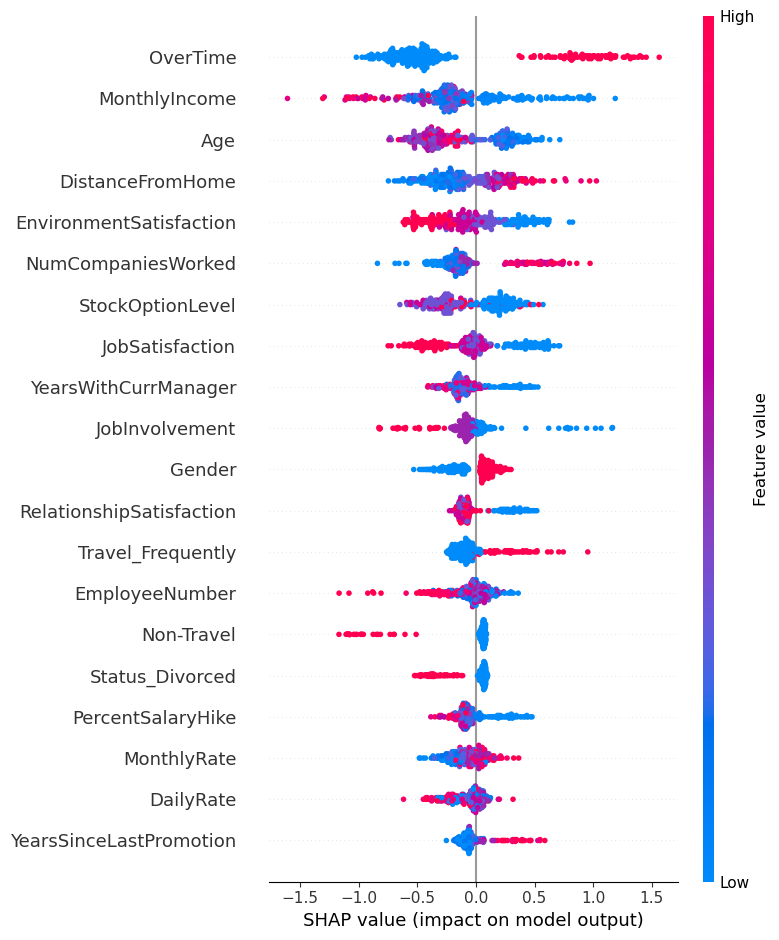 High
OverTime
MonthlyIncome
Age
DistanceFromHome
EnvironmentSatisfaction
NumCompaniesWorked
StockOptionLevel
JobSatisfaction
YearsWithCurrManager
JobInvolvement
Gender
RelationshipSatisfaction
Travel_Frequently
EmployeeNumber
Non-Travel
Status_Divorced
PercentSalaryHike
MonthlyRate
DailyRate
YearsSinceLastPromotion
Feature value
Low
−1.5 −1.0 −0.5 0.0 0.5 1.0 1.5
SHAP value (impact on model output)